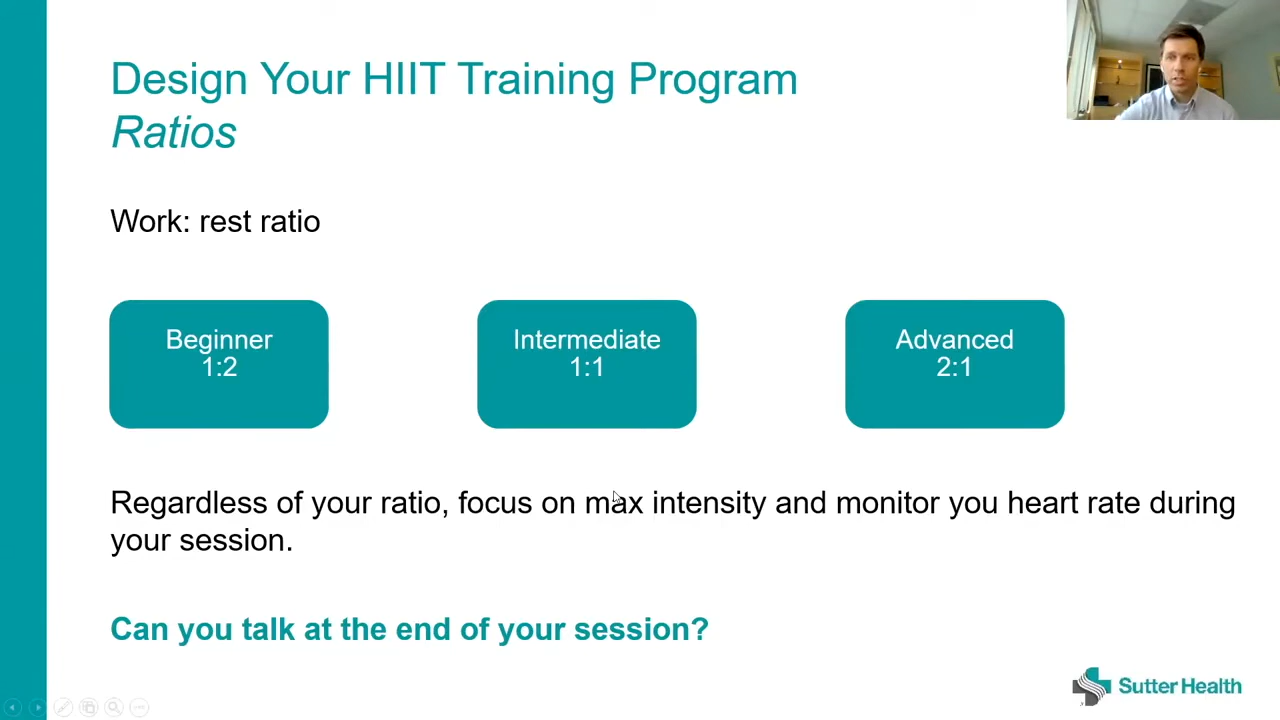 Design Your HIIT Training Program
Ratios
Work: rest ratio
Beginner
1:2
Intermediate
1:1
Advanced
2:1
Regardless of your ratio, focus on max intensity and monitor you heart rate during
your session.
Can you talk at the end of your session?
Sutter Health